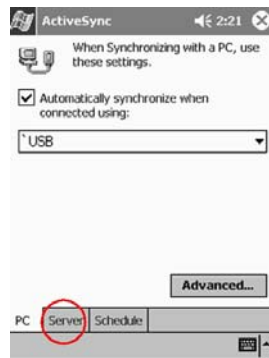 ActiveSync 2:21
When Synchronizing with a PC, use
these settings.
Automatically synchronize when
connected using:
`USB
Advanced...
PC Server Schedule